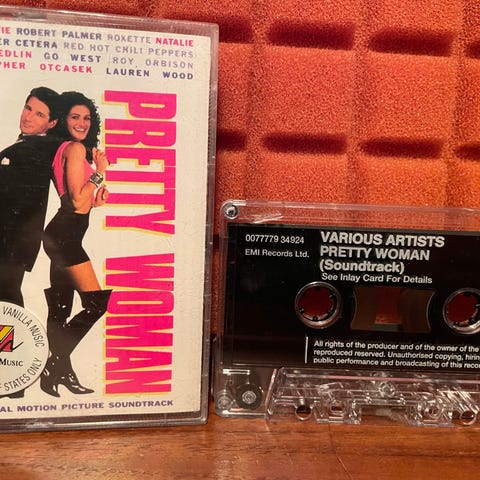 IE ROBERT PALMER ROXETTE NATALIE
ER CETERA RED HOT CHILI PEPPERS
EDLIN GO WEST ROY ORBISON
PHER OTCASEK LAUREN WOOD
PRETTY WOMAN
VANILLA MUSIC
Music
F STATES ONLY
AL MOTION PICTURE SOUNDTRACK
0077779 34924
EMI Records Ltd.
VARIOUS ARTISTS
PRETTY WOMAN
(Soundtrack)
See Inlay Card For Details
All rights of the producer and of the owner of the
reproduced reserved. Unauthorised copying, hiring
public performance and broadcasting of this reco